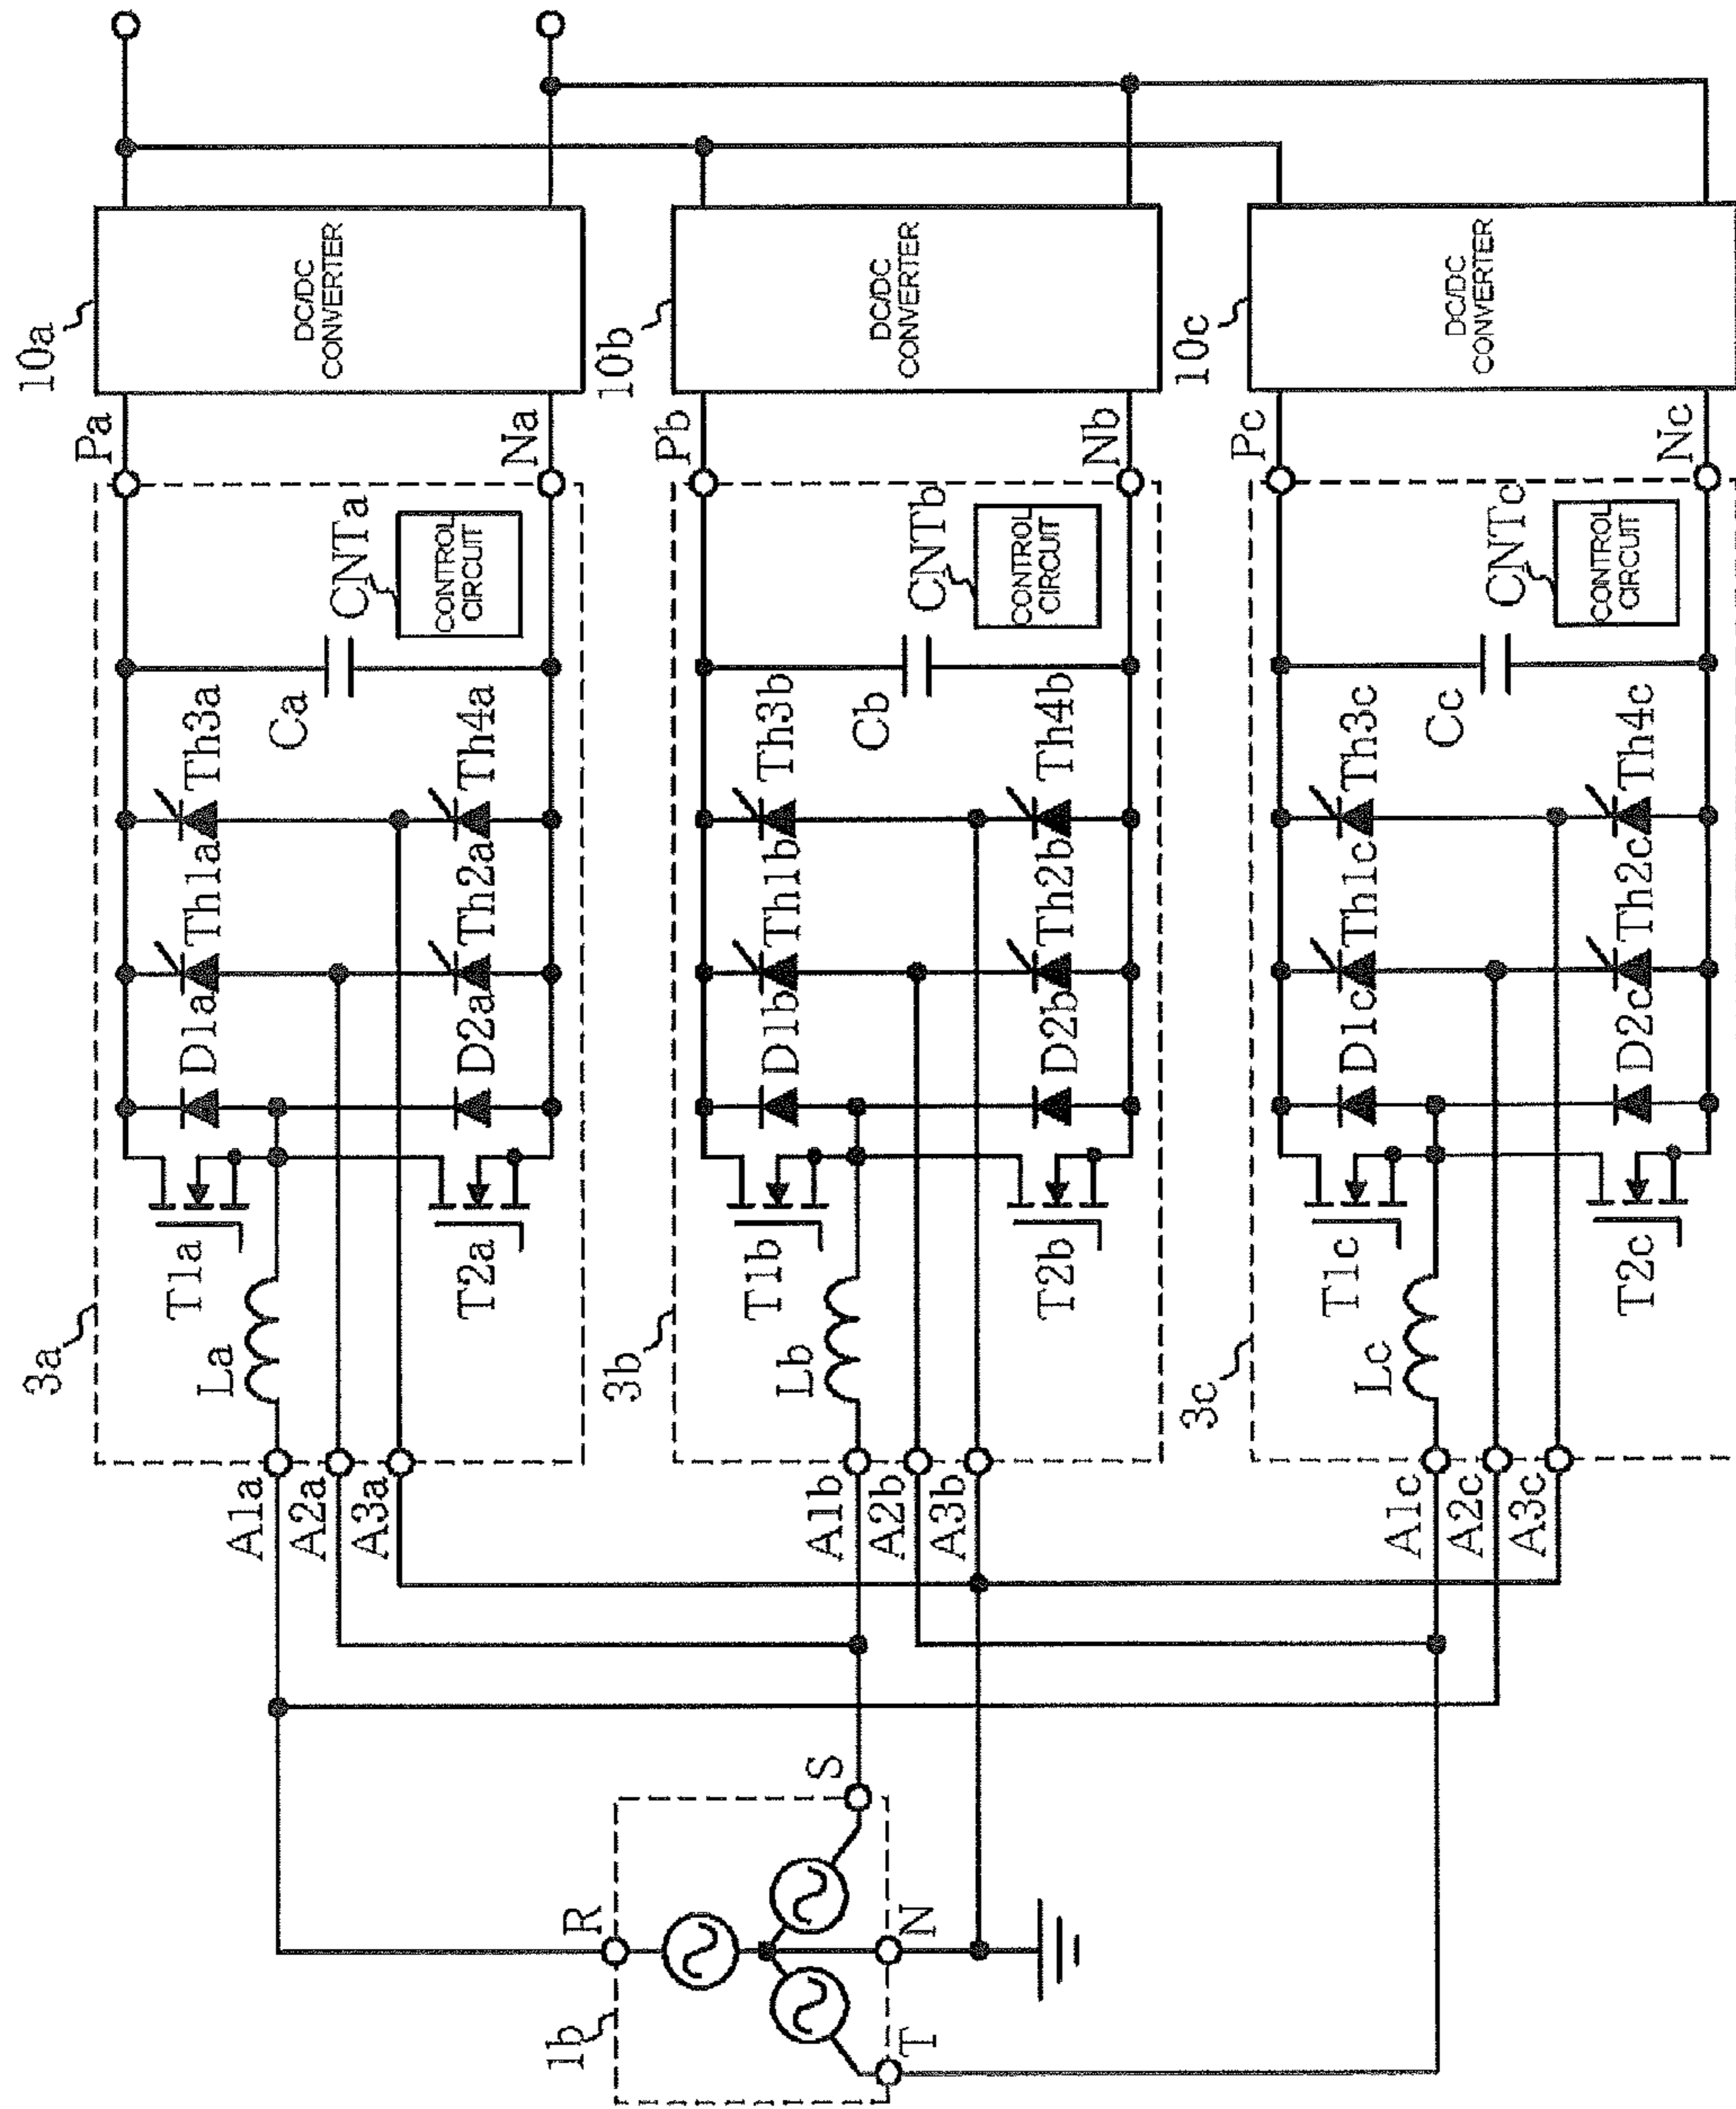 1b
R
S
T
N
A1a
A2a
A3a
3a
La
T1a
T2a
D1a
D2a
Th1a
Th2a
Th3a
Th4a
Ca
CNTa
CONTROL
CIRCUIT
Pa
Na
10a
DC/DC
CONVERTER
A1b
A2b
A3b
3b
Lb
T1b
T2b
D1b
D2b
Th1b
Th2b
Th3b
Th4b
Cb
CNTb
CONTROL
CIRCUIT
Pb
Nb
10b
DC/DC
CONVERTER
A1c
A2c
A3c
3c
Lc
T1c
T2c
D1c
D2c
Th1c
Th2c
Th3c
Th4c
Cc
CNTc
CONTROL
CIRCUIT
Pc
Nc
10c
DC/DC
CONVERTER